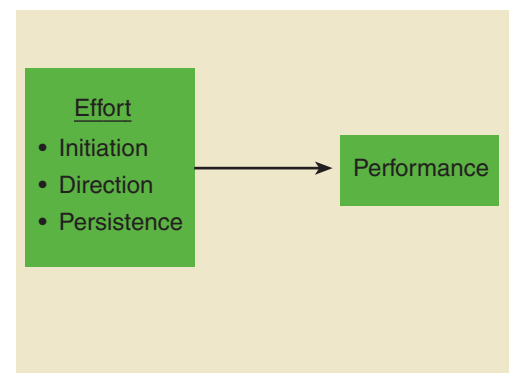 Effort
• Initiation
• Direction
• Persistence
Performance